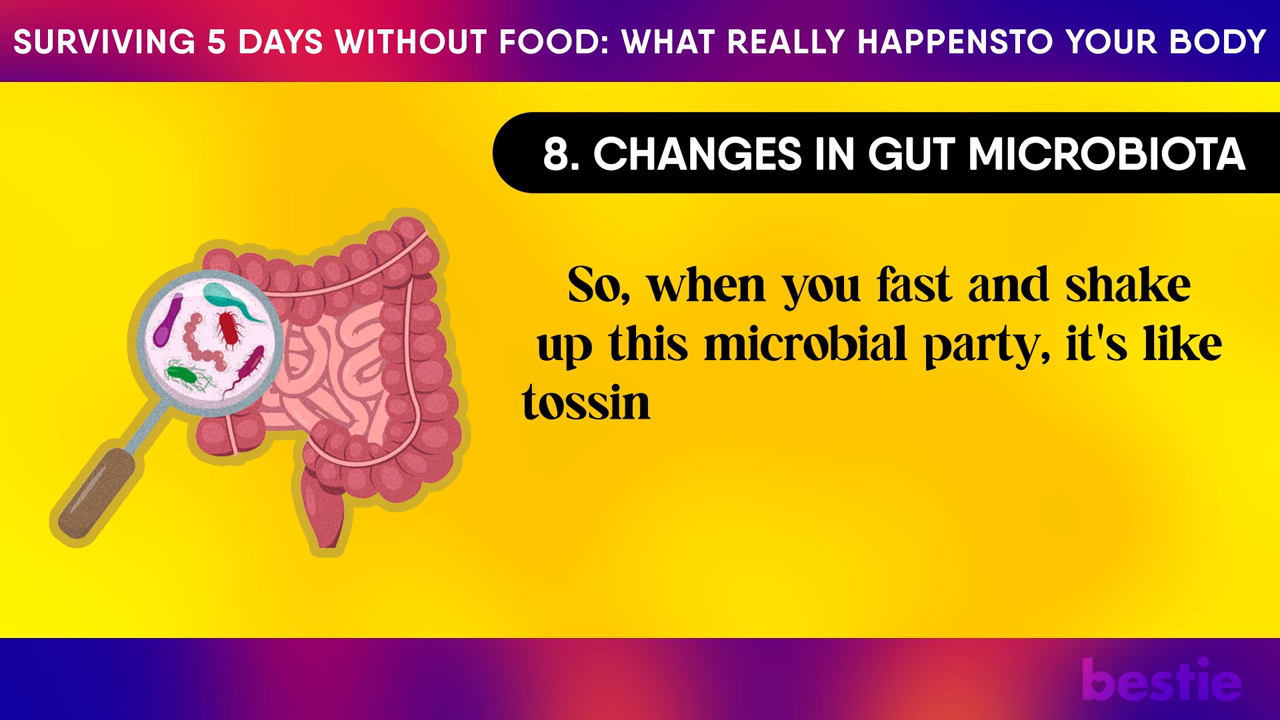 SURVIVING 5 DAYS WITHOUT FOOD: WHAT REALLY HAPPENSTO YOUR BODY
8. CHANGES IN GUT MICROBIOTA
So, when you fast and shake
up this microbial party, it's like
tossin
bestie